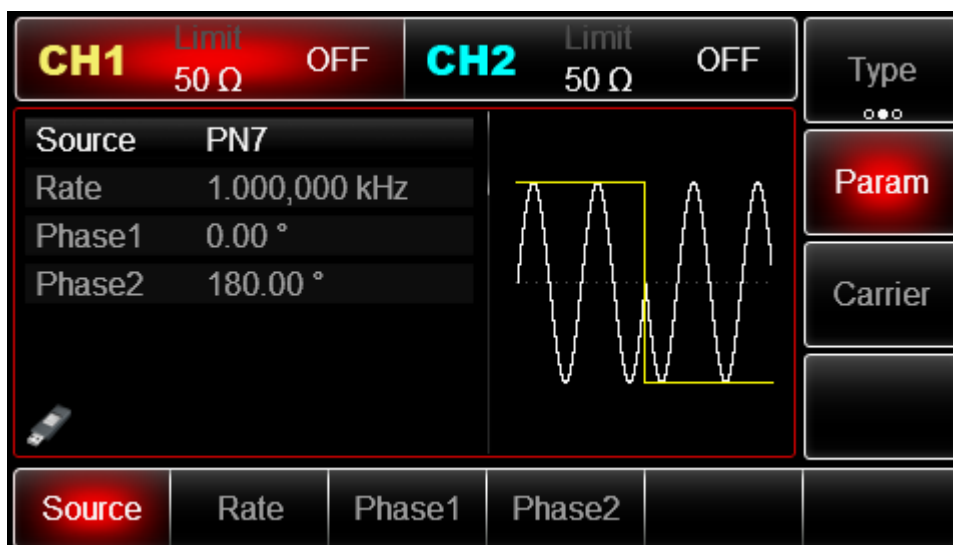 CH1 Limit 50 Ω OFF
CH2 Limit 50 Ω OFF
Type
Source PN7
Rate 1.000,000 kHz
Phase1 0.00 °
Phase2 180.00 °
Param
Carrier
Source Rate Phase1 Phase2